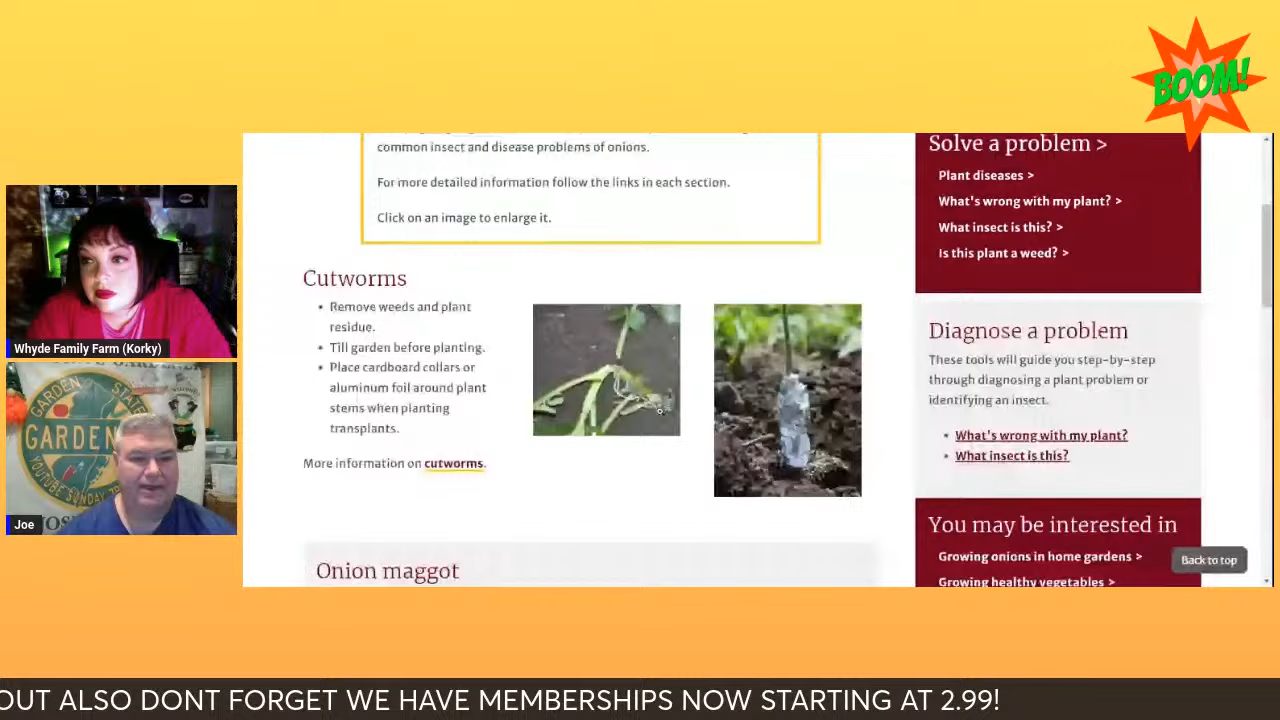 BOOM!
common insect and disease problems of onions.
For more detailed information follow the links in each section.
Click on an image to enlarge it.
Cutworms
• Remove weeds and plant
residue.
• Till garden before planting.
• Place cardboard collars or
aluminum foil around plant
stems when planting
transplants.
More information on cutworms.
Onion maggot
Solve a problem >
Plant diseases >
What's wrong with my plant? >
What insect is this? >
Is this plant a weed? >
Diagnose a problem
These tools will guide you step-by-step
through diagnosing a plant problem or
identifying an insect.
• What's wrong with my plant?
• What insect is this?
You may be interested in
Growing onions in home gardens >
Growing healthy vegetables >
Back to top
Whyde Family Farm (Korky)
GARDEN STATE
GARDEN
YOUTUBE SUNDAY
Joe
OUT ALSO DONT FORGET WE HAVE MEMBERSHIPS NOW STARTING AT 2.99!